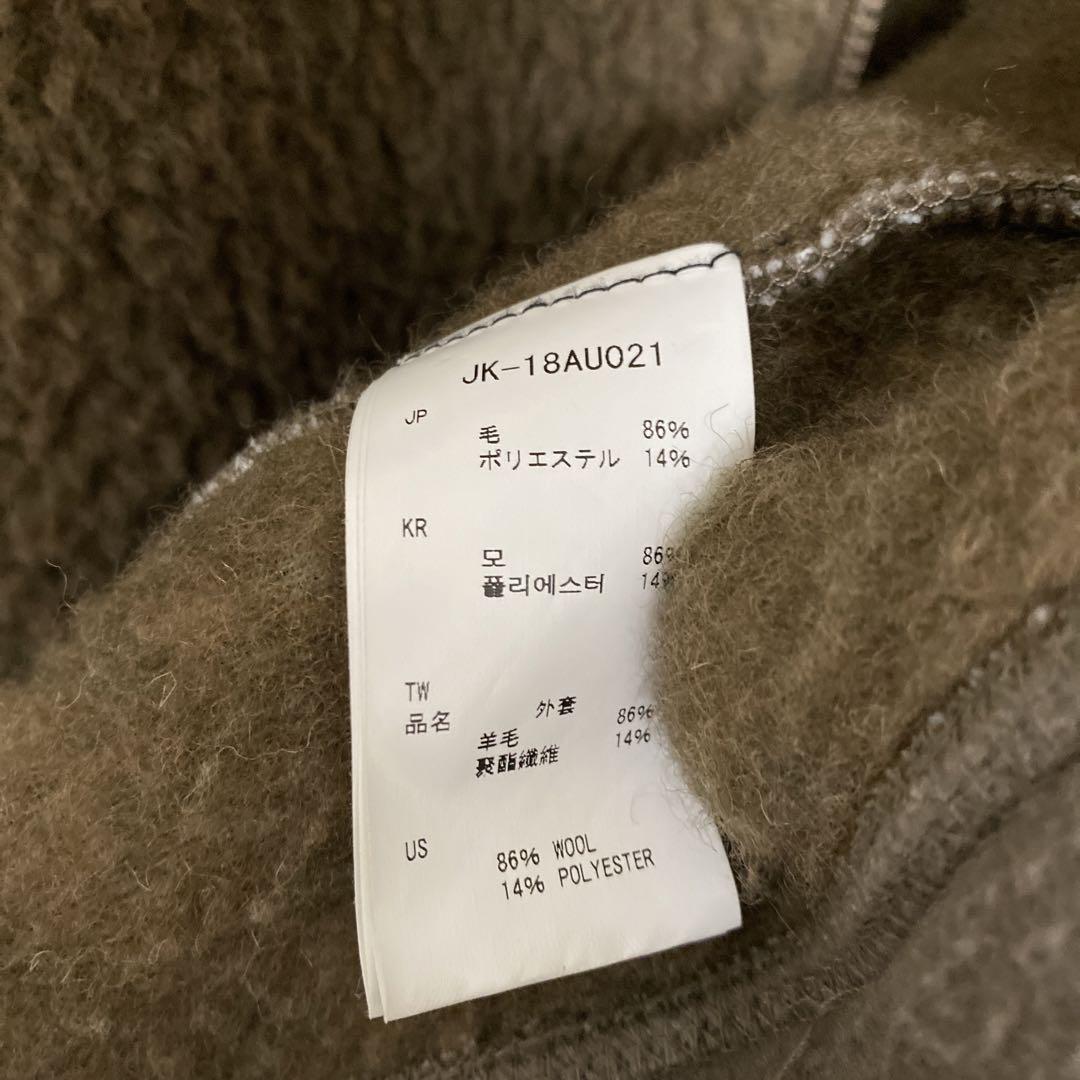 JK-18AU021
JP
毛 86%
ポリエステル 14%
KR
모 86%
폴리에스터 14%
TW
品名 外套
羊毛 86%
聚酯纖維 14%
US
86% WOOL
14% POLYESTER